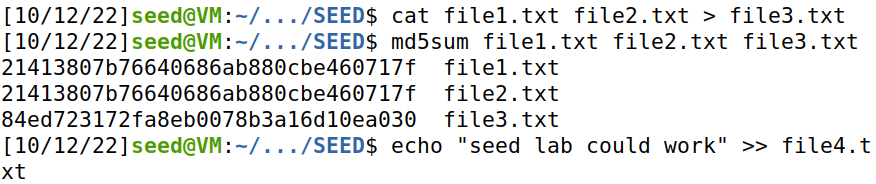 [10/12/22]seed@VM:~/.../SEED$ cat file1.txt file2.txt > file3.txt
[10/12/22]seed@VM:~/.../SEED$ md5sum file1.txt file2.txt file3.txt
21413807b76640686ab880cbe460717f  file1.txt
21413807b76640686ab880cbe460717f  file2.txt
84ed723172fa8eb0078b3a16d10ea030  file3.txt
[10/12/22]seed@VM:~/.../SEED$ echo "seed lab could work" >> file4.t
xt